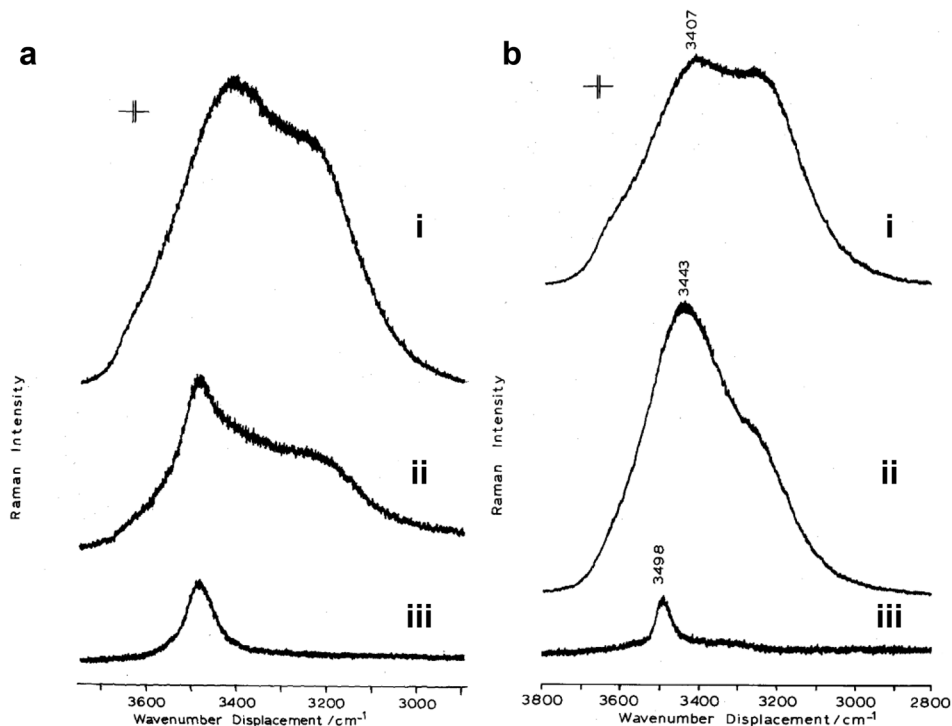 a
i
ii
iii
Raman Intensity
3600 3400 3200 3000
Wavenumber Displacement/cm⁻¹
b
3407
i
3443
ii
3498
iii
Raman Intensity
3800 3600 3400 3200 3000 2800
Wavenumber Displacement/cm⁻¹